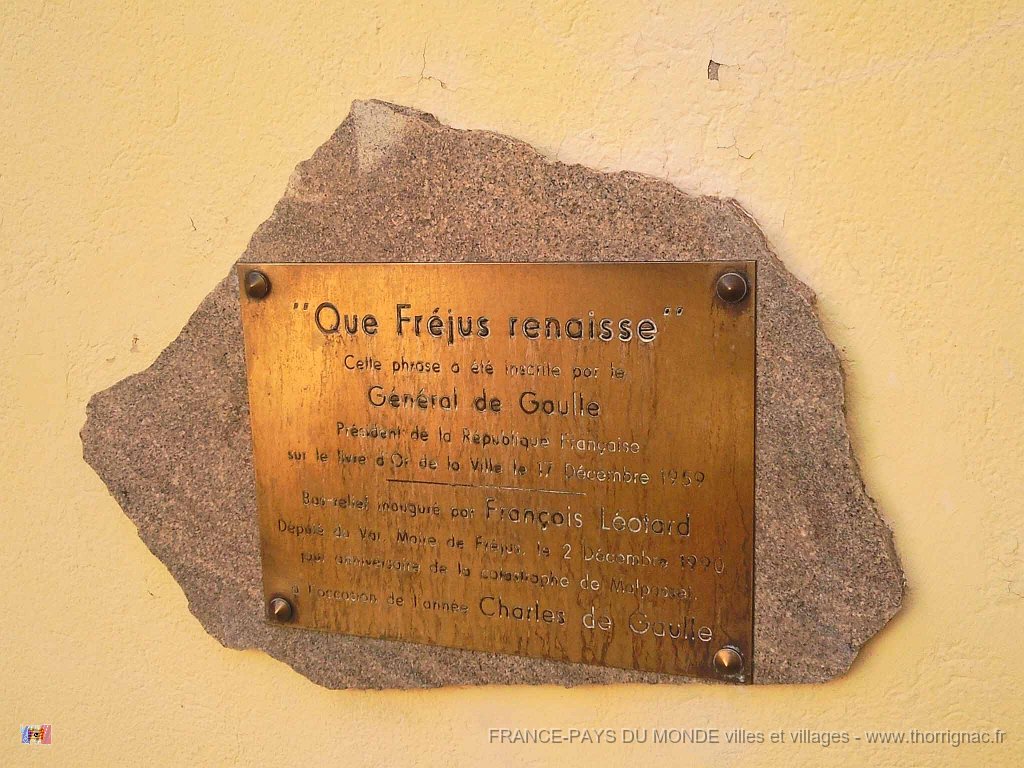 "Que Fréjus renaisse"
Cette phrase a été inscrite par le
Général de Gaulle
Président de la République Française
sur le livre d'Or de la Ville le 17 Décembre 1959
Bas-relief inauguré par François Léotard
Député du Var, Maire de Fréjus, le 2 Décembre 1990
anniversaire de la catastrophe de Malpasset,
à l'occasion de l'année Charles de Gaulle
FRANCE-PAYS DU MONDE villes et villages - www.thorrignac.fr